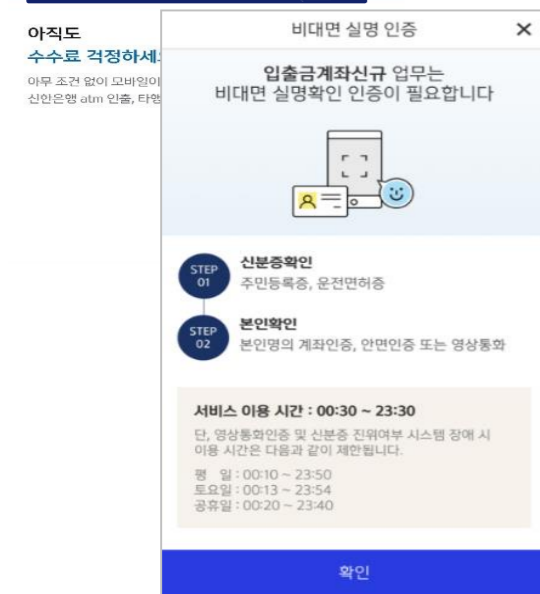 아직도
수수료 걱정하세
아무 조건 없이 모바일이
신한은행 atm 인출, 타행
비대면 실명 인증
입출금계좌신규 업무는
비대면 실명확인 인증이 필요합니다
STEP
01
신분증확인
주민등록증, 운전면허증
STEP
02
본인확인
본인명의 계좌인증, 안면인증 또는 영상통화
서비스 이용 시간 : 00:30 ~ 23:30
단, 영상통화인증 및 신분증 진위여부 시스템 장애 시
이용 시간은 다음과 같이 제한됩니다.
평 일 : 00:10 ~ 23:50
토요일 : 00:13 ~ 23:54
공휴일 : 00:20 ~ 23:40
확인